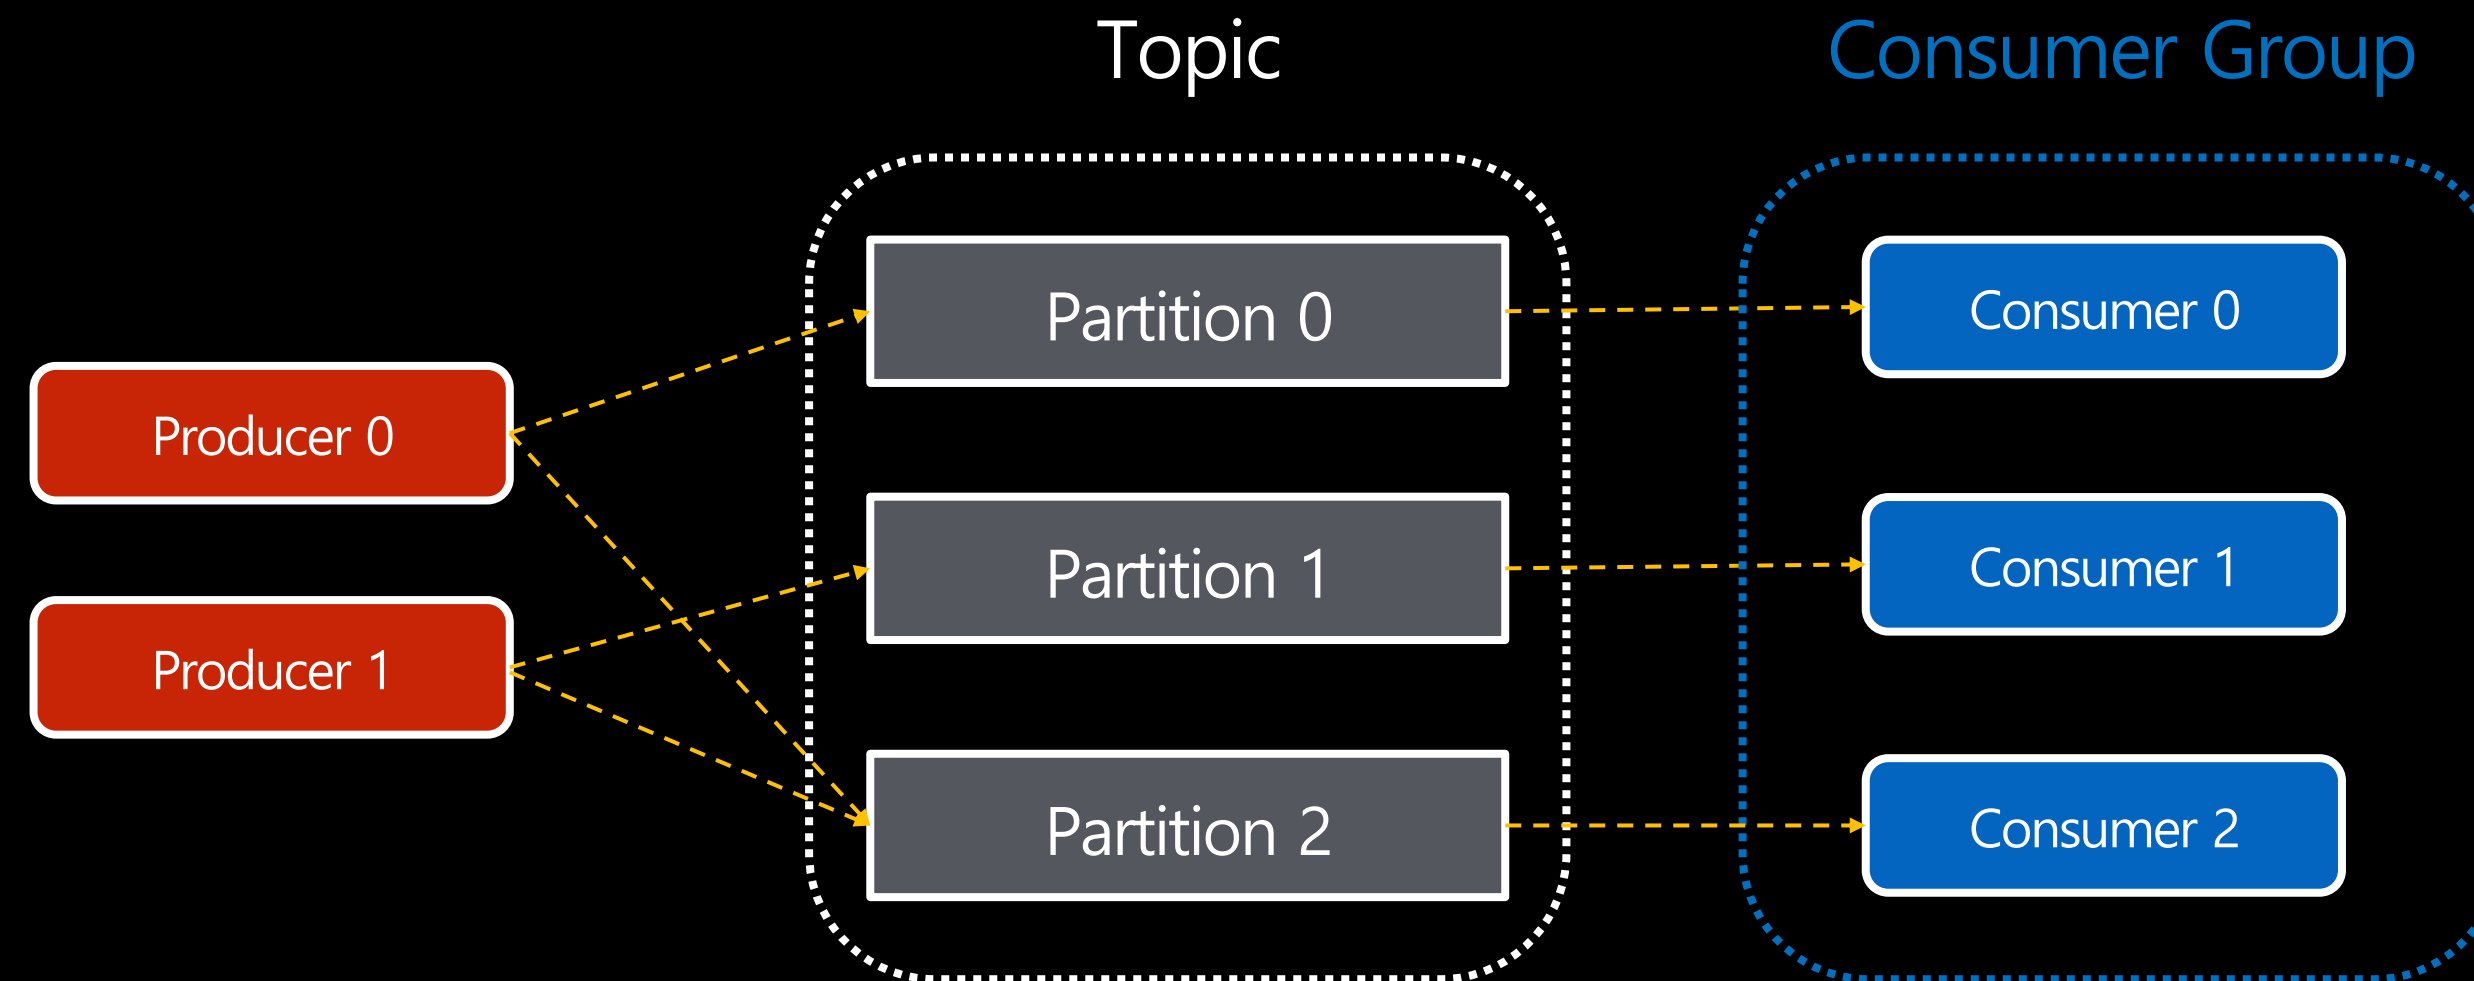 Topic
Consumer Group
Producer 0
Producer 1
Partition 0
Partition 1
Partition 2
Consumer 0
Consumer 1
Consumer 2